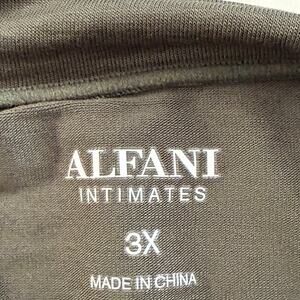 ALFANI
INTIMATES
3X
MADE IN CHINA